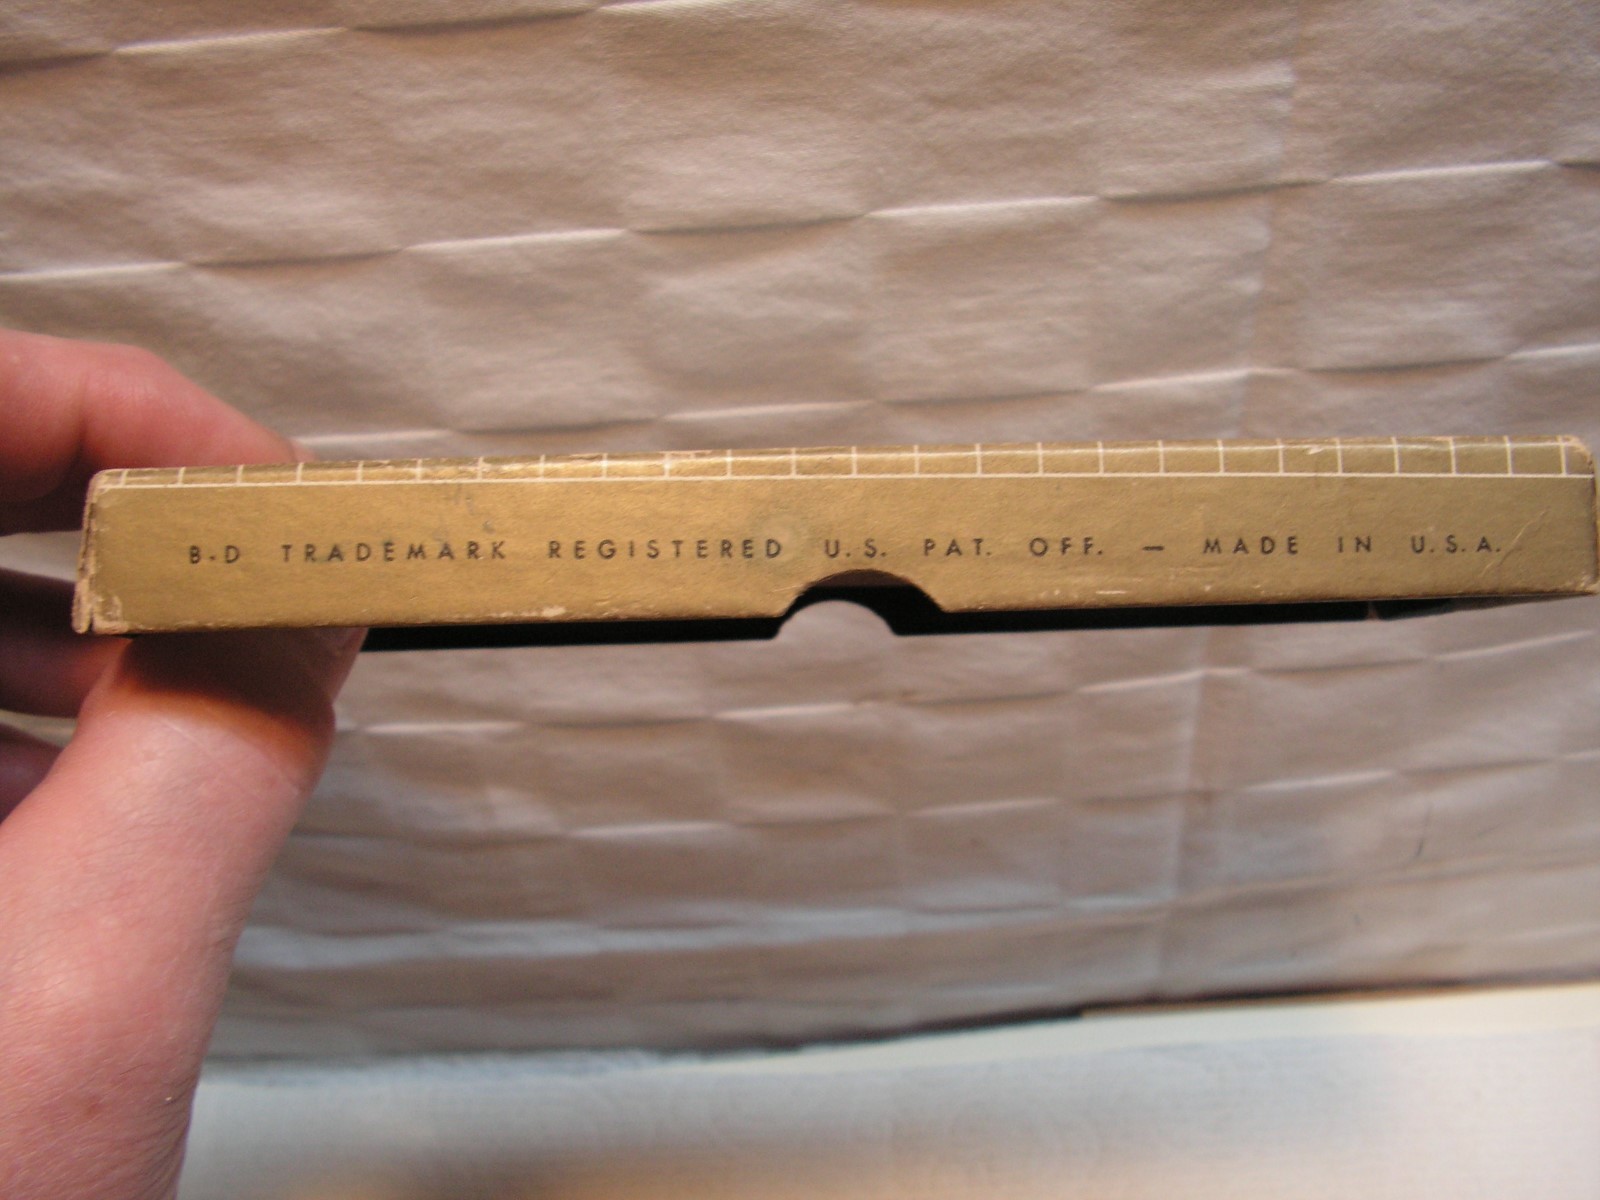 B-D TRADEMARK REGISTERED U.S. PAT. OFF. — MADE IN U.S.A.